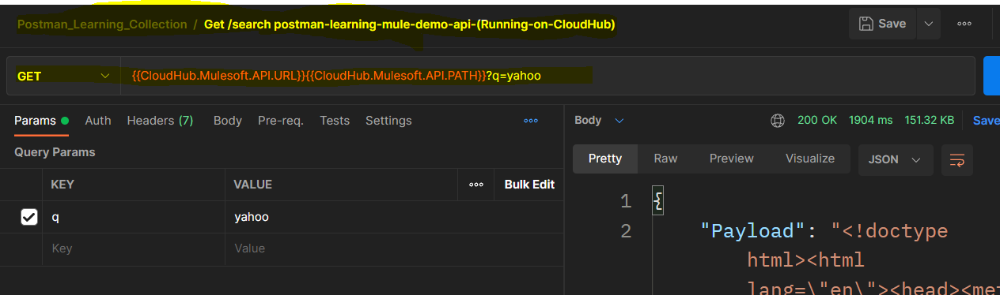 Postman_Learning_Collection / Get /search postman-learning-mule-demo-api-(Running-on-CloudHub)
Save
GET
{{CloudHub.Mulesoft.API.URL}}{{CloudHub.Mulesoft.API.PATH}}?q=yahoo
Params Auth Headers (7) Body Pre-req. Tests Settings
Query Params
KEY VALUE Bulk Edit
q yahoo
Key Value
Body 200 OK 1904 ms 151.32 KB Save
Pretty Raw Preview Visualize JSON
1 {
2 "Payload": "<!doctype
html><html
lang=\"en\"><head><me